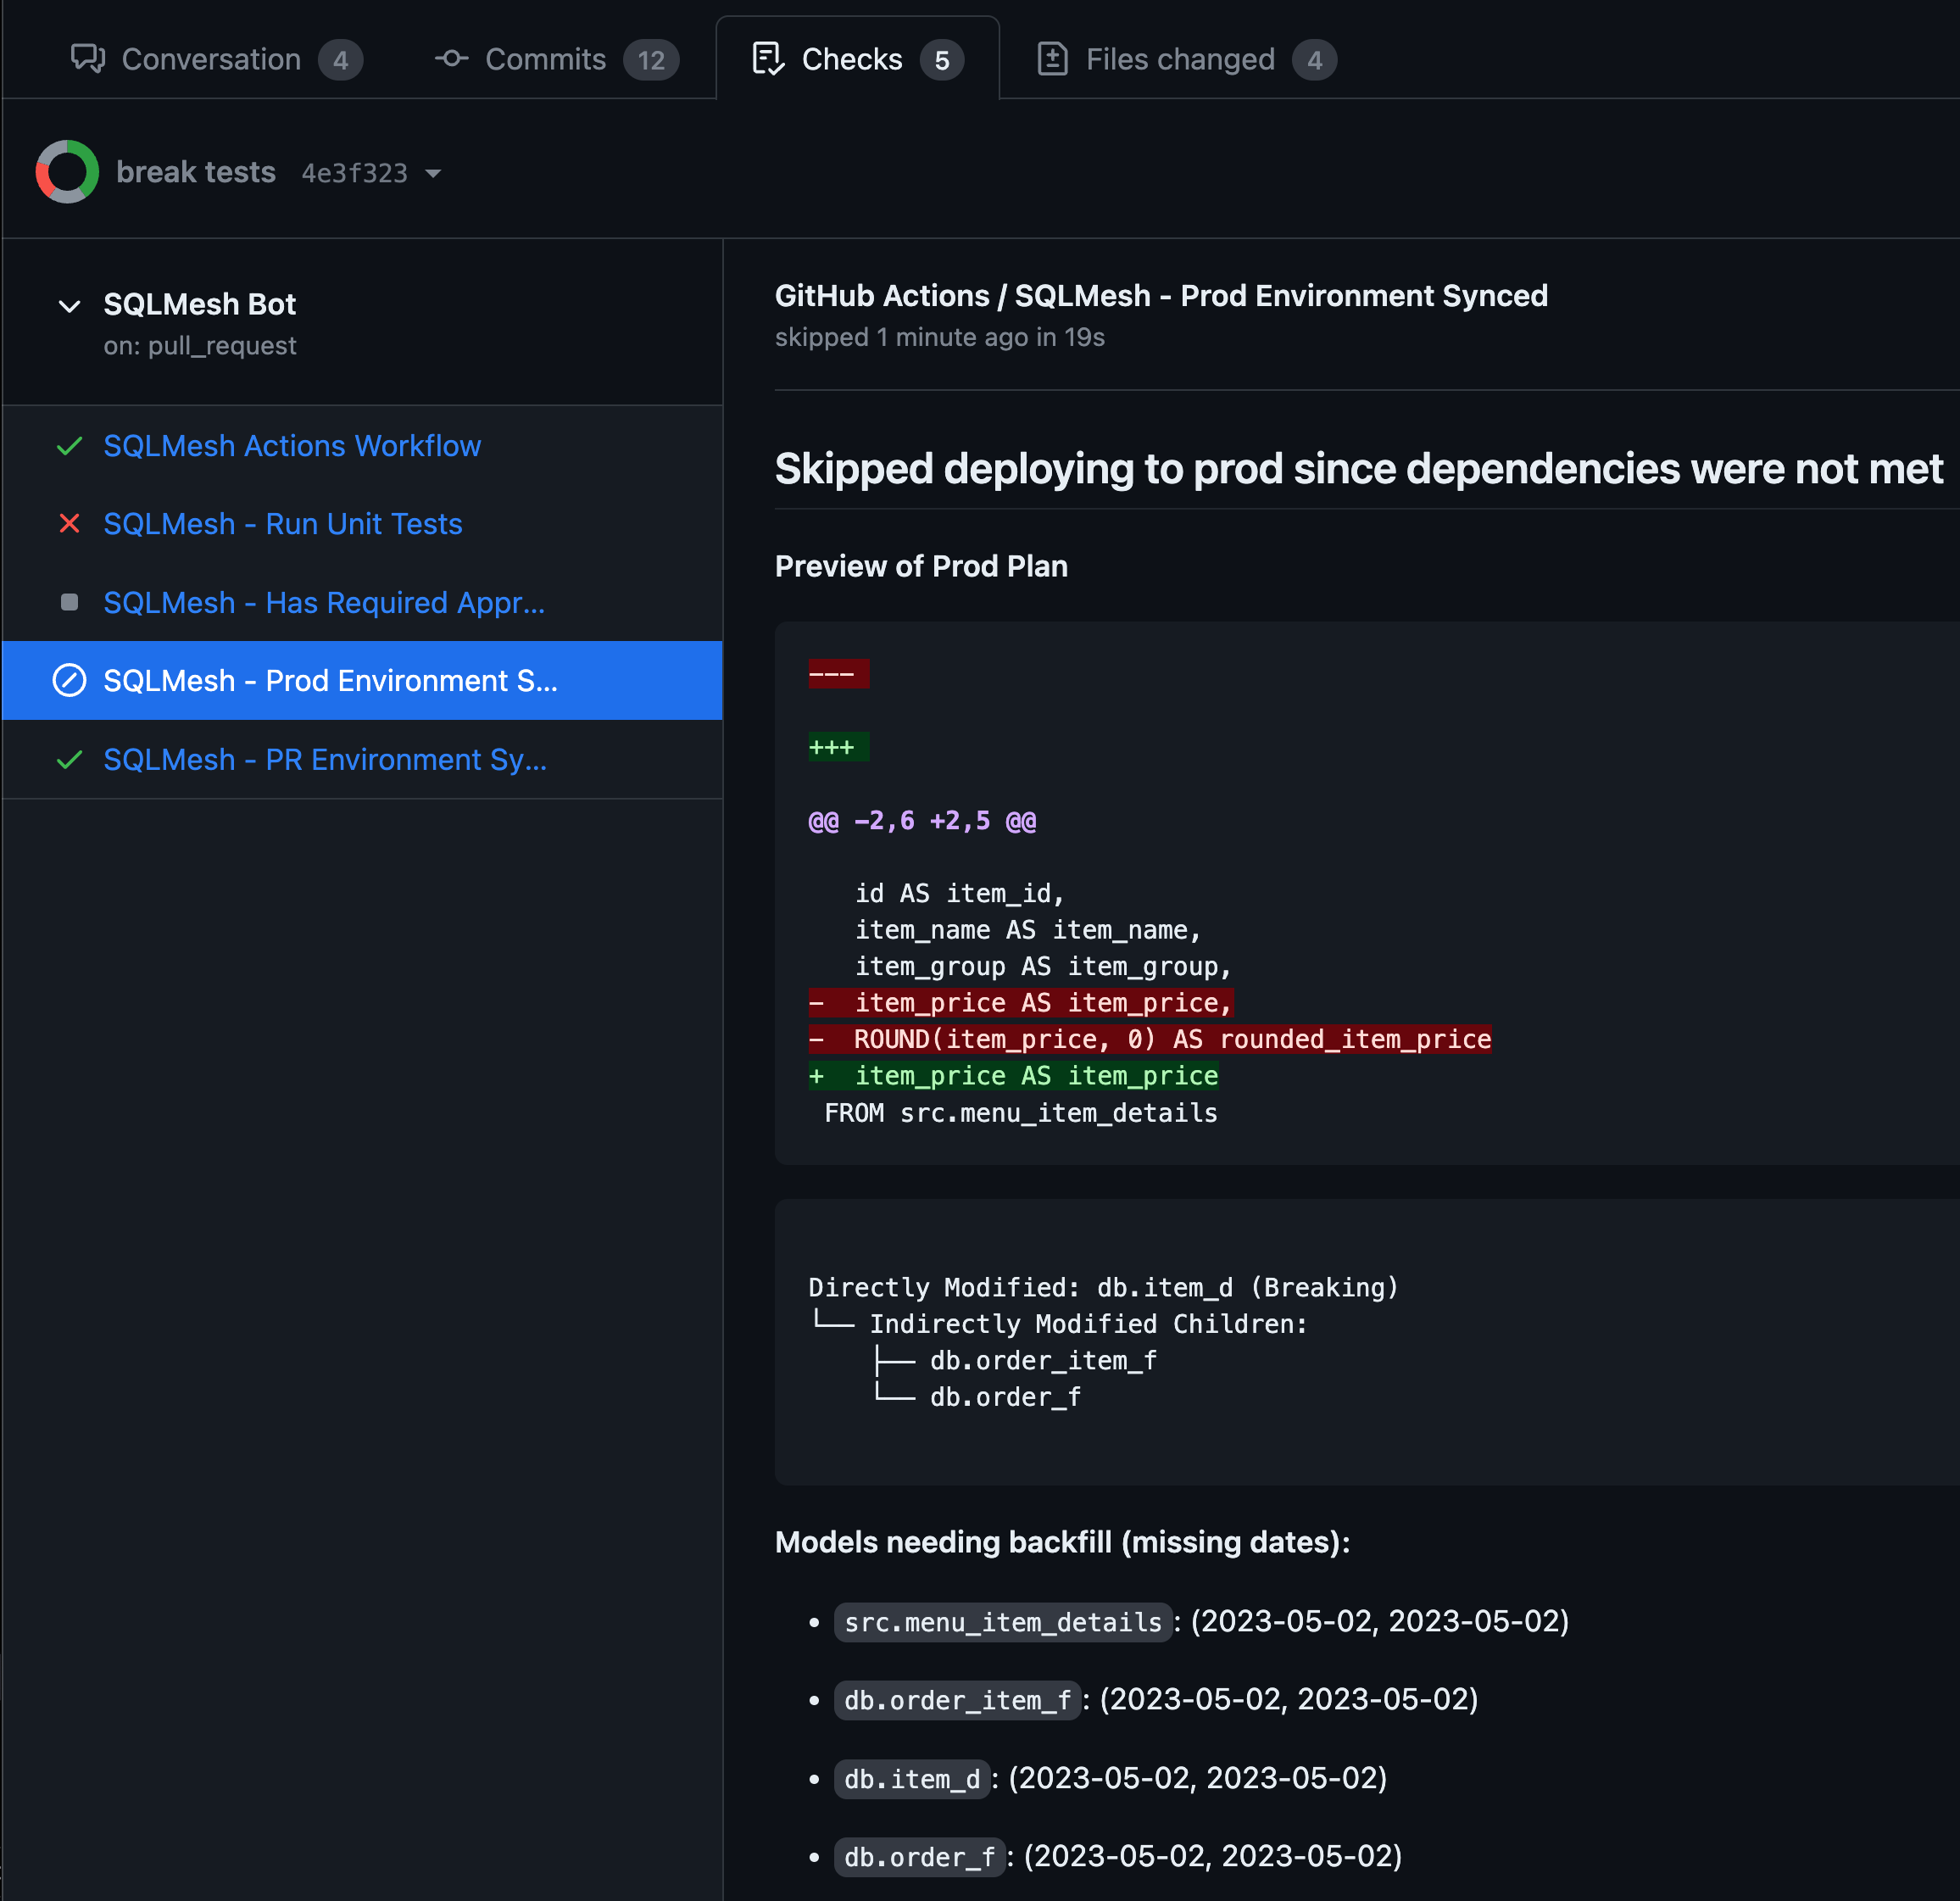 Conversation 4 Commits 12 Checks 5 Files changed 4
break tests 4e3f323
SQLMesh Bot
on: pull_request
SQLMesh Actions Workflow
SQLMesh - Run Unit Tests
SQLMesh - Has Required Appr...
SQLMesh - Prod Environment S...
SQLMesh - PR Environment Sy...
GitHub Actions / SQLMesh - Prod Environment Synced
skipped 1 minute ago in 19s
Skipped deploying to prod since dependencies were not met
Preview of Prod Plan
---
+++
@@ -2,6 +2,5 @@
   id AS item_id,
   item_name AS item_name,
   item_group AS item_group,
-  item_price AS item_price,
-  ROUND(item_price, 0) AS rounded_item_price
+  item_price AS item_price
 FROM src.menu_item_details
Directly Modified: db.item_d (Breaking)
└── Indirectly Modified Children:
    ├── db.order_item_f
    └── db.order_f
Models needing backfill (missing dates):
• src.menu_item_details: (2023-05-02, 2023-05-02)
• db.order_item_f: (2023-05-02, 2023-05-02)
• db.item_d: (2023-05-02, 2023-05-02)
• db.order_f: (2023-05-02, 2023-05-02)